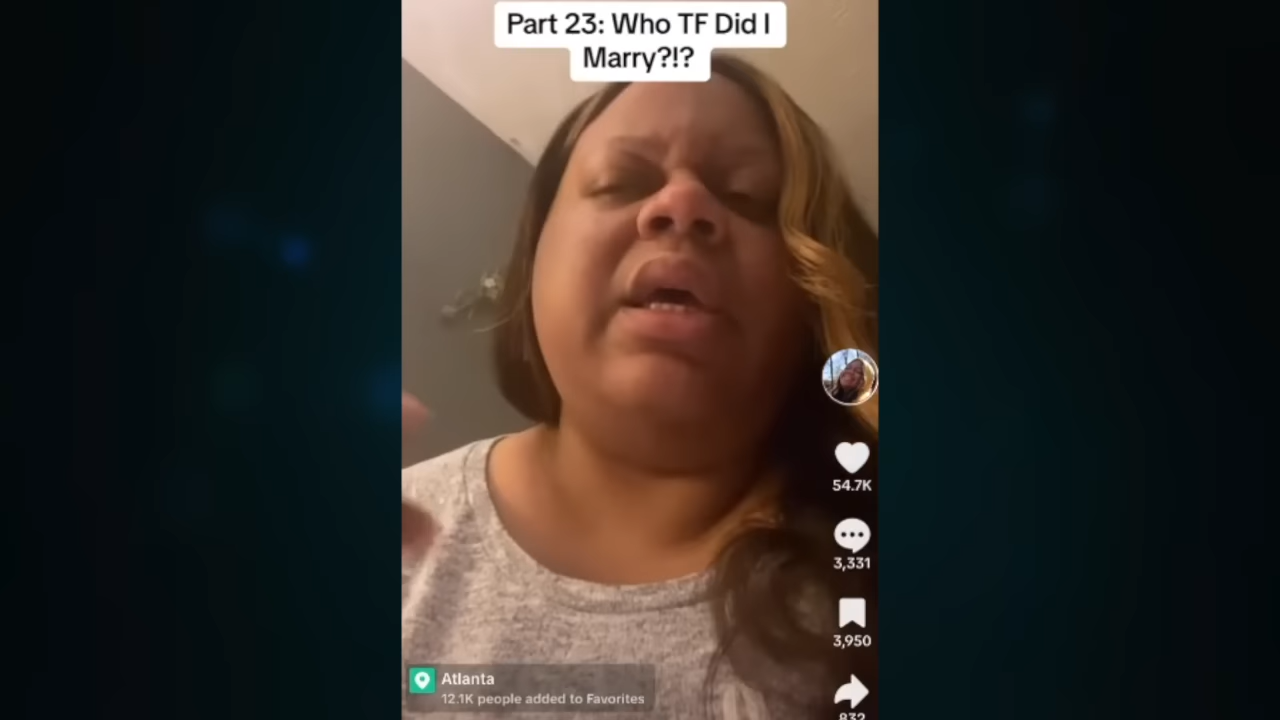 Part 23: Who TF Did I
Marry?!?
54.7K
3,331
3,950
Atlanta
12.1K people added to Favorites
832